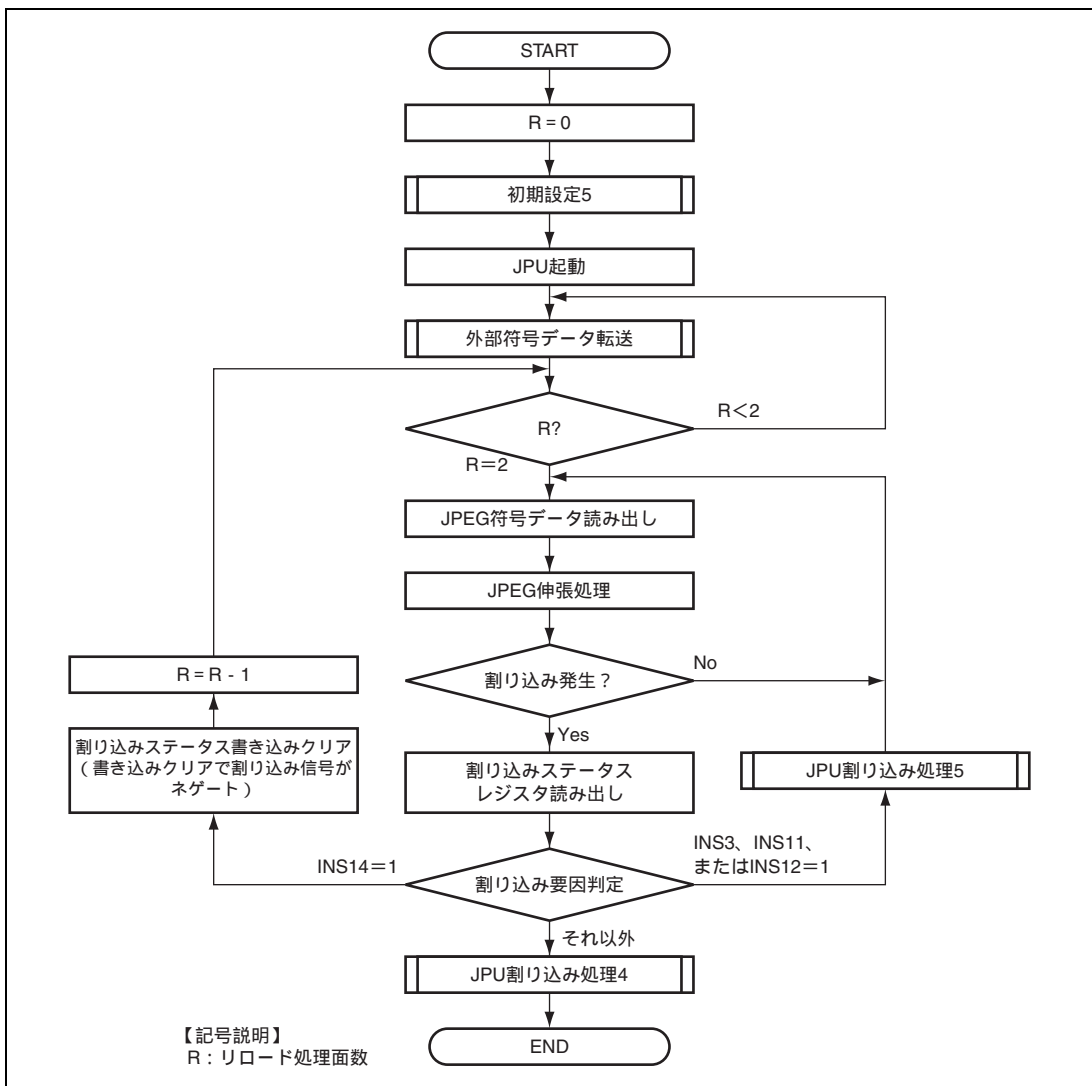 START
R = 0
初期設定5
JPU起動
外部符号データ転送
R?
R＜2
R＝2
JPEG符号データ読み出し
JPEG伸張処理
割り込み発生？
No
Yes
R = R - 1
割り込みステータス書き込みクリア
（書き込みクリアで割り込み信号が
ネゲート）
割り込みステータス
レジスタ読み出し
JPU割り込み処理5
INS14＝1
割り込み要因判定
INS3、INS11、
またはINS12＝1
それ以外
JPU割り込み処理4
END
【記号説明】
R：リロード処理面数